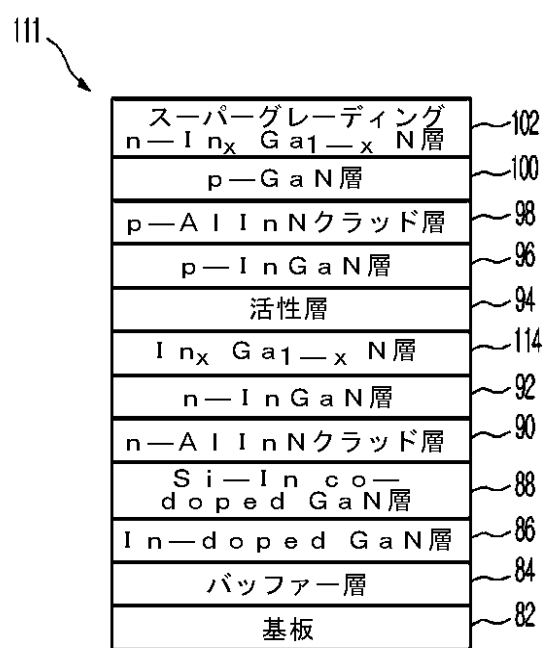 111
スーパーグレーディング
n—InₓGa₁₋ₓN層
102
p—GaN層
100
p—AlInNクラッド層
98
p—InGaN層
96
活性層
94
InₓGa₁₋ₓN層
114
n—InGaN層
92
n—AlInNクラッド層
90
Si—In co—
doped GaN層
88
In—doped GaN層
86
バッファー層
84
基板
82